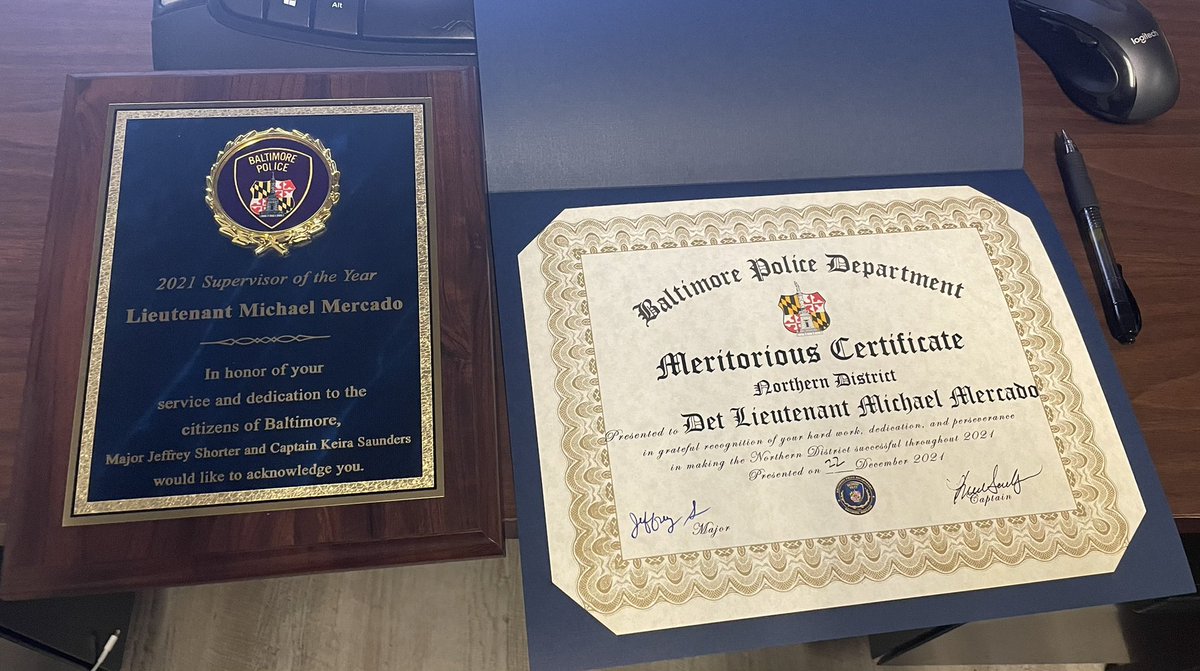 Alt
logitech
BALTIMORE
POLICE
2021 Supervisor of the Year
Lieutenant Michael Mercado
In honor of your
service and dedication to the
citizens of Baltimore,
Major Jeffrey Shorter and Captain Keira Saunders
would like to acknowledge you.
Baltimore Police Department
Meritorious Certificate
Northern District
Presented to Det Lieutenant Michael Mercado
in grateful recognition of your hard work, dedication, and perseverance
in making the Northern District successful throughout 2021
Presented on 22 December 2021
Jeffrey S
Major
Captain